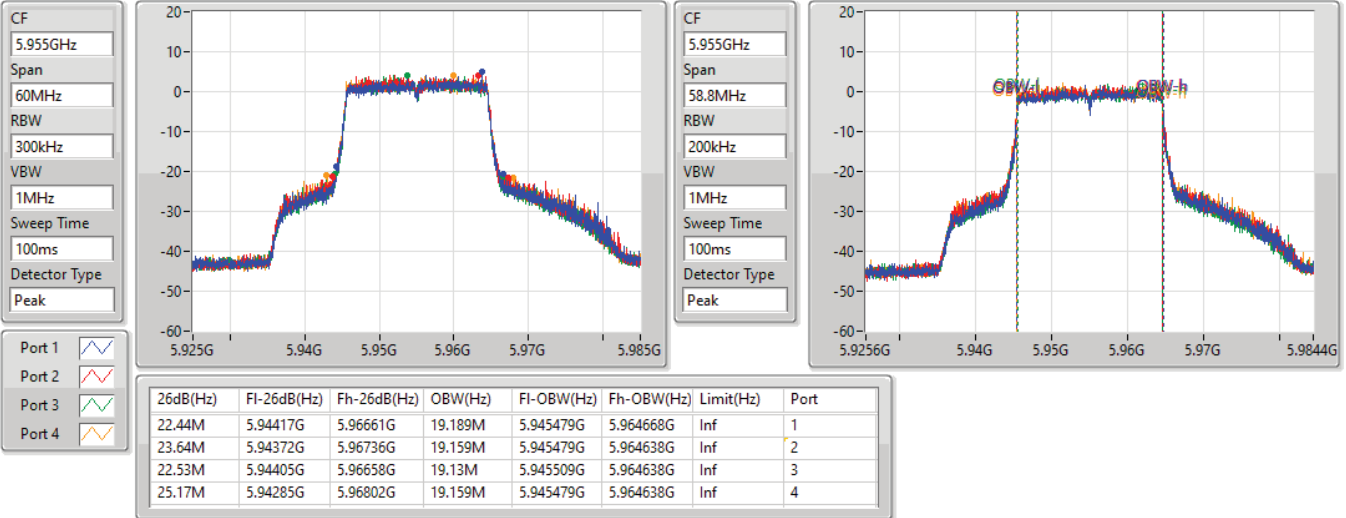 CF
5.955GHz
Span
60MHz
RBW
300kHz
VBW
1MHz
Sweep Time
100ms
Detector Type
Peak
20
10
0
-10
-20
-30
-40
-50
-60
5.925G 5.94G 5.95G 5.96G 5.97G 5.985G
CF
5.955GHz
Span
58.8MHz
RBW
200kHz
VBW
1MHz
Sweep Time
100ms
Detector Type
Peak
20
10
0
-10
-20
-30
-40
-50
-60
OBW-l OBW-h
5.9256G 5.94G 5.95G 5.96G 5.97G 5.9844G
Port 1
Port 2
Port 3
Port 4
26dB(Hz) Fl-26dB(Hz) Fh-26dB(Hz) OBW(Hz) Fl-OBW(Hz) Fh-OBW(Hz) Limit(Hz) Port
22.44M 5.94417G 5.96661G 19.189M 5.945479G 5.964668G Inf 1
23.64M 5.94372G 5.96736G 19.159M 5.945479G 5.964638G Inf 2
22.53M 5.94405G 5.96658G 19.13M 5.945509G 5.964638G Inf 3
25.17M 5.94285G 5.96802G 19.159M 5.945479G 5.964638G Inf 4